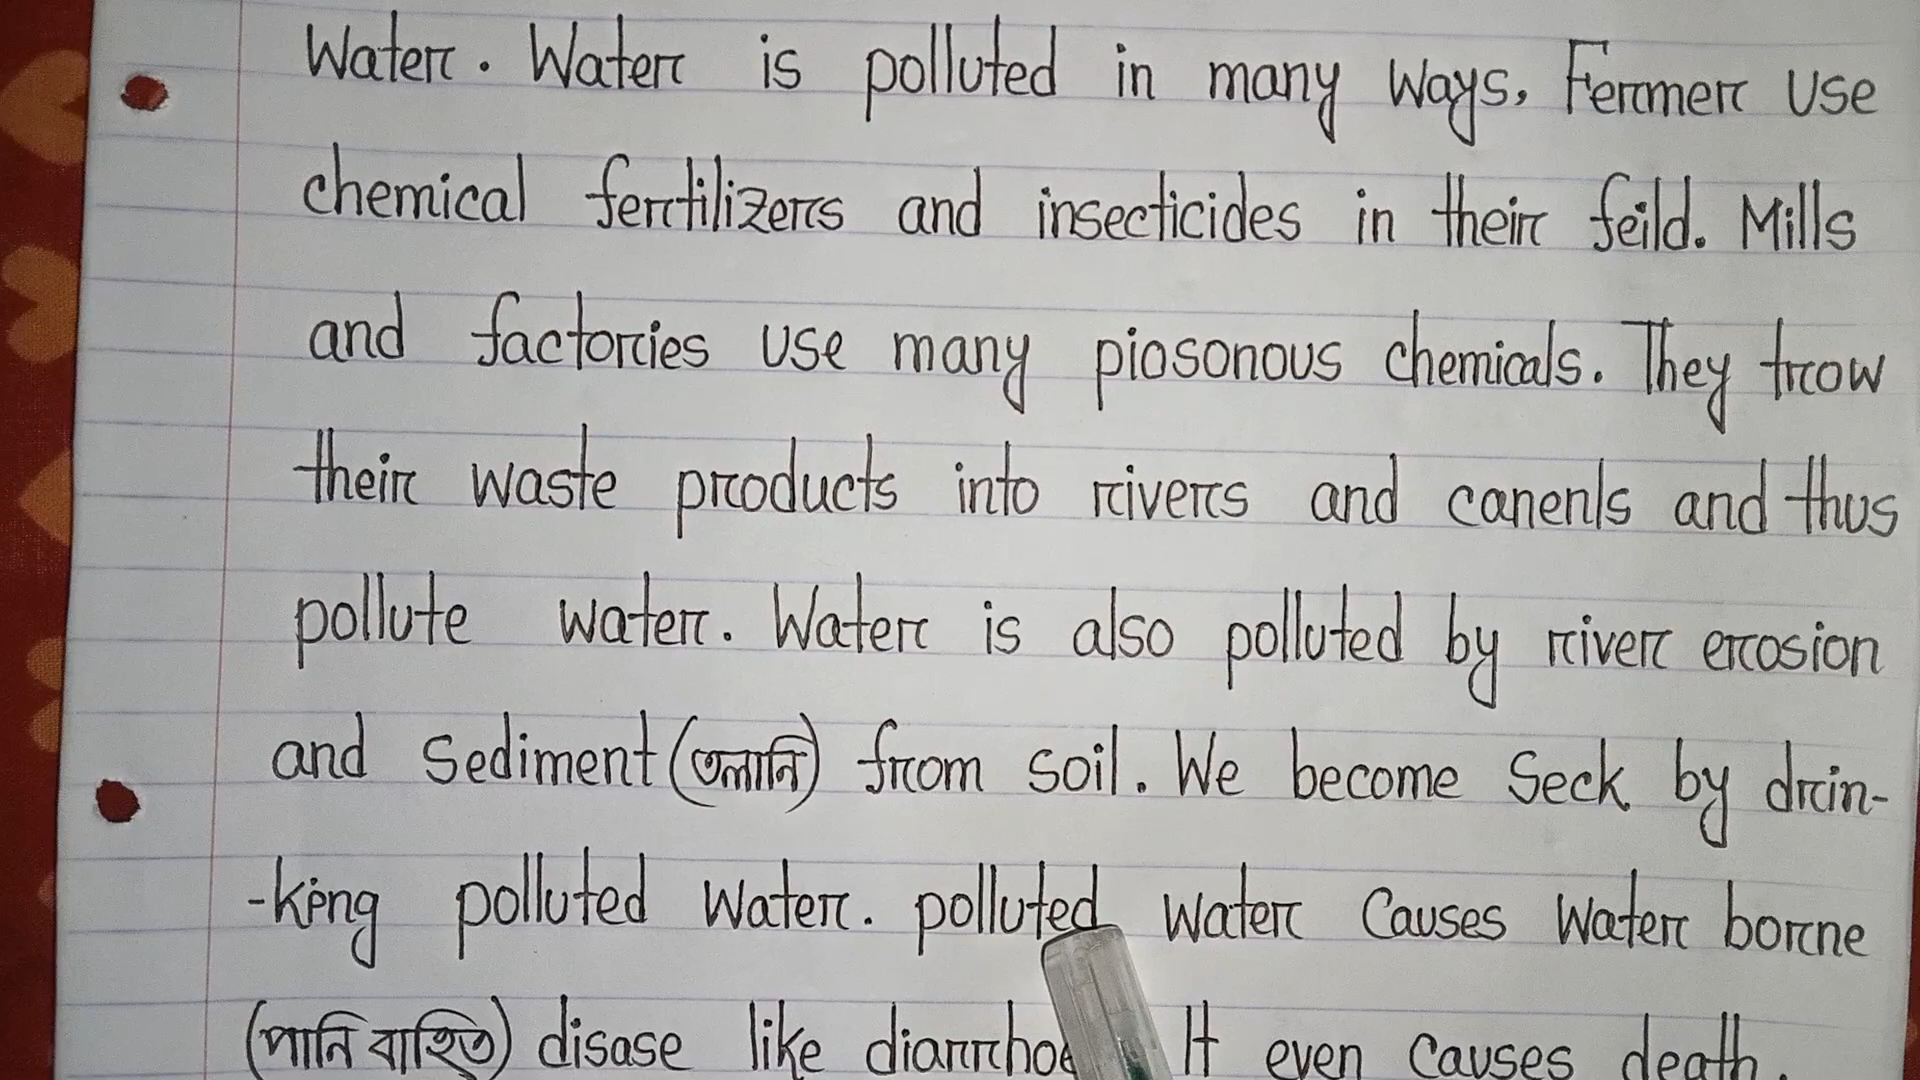 Water. Water is polluted in many ways. Fermer use
chemical fertilizers and insecticides in their feild. Mills
and factories use many piosonous chemicals. They trow
their waste products into rivers and canenls and thus
pollute water. Water is also polluted by river erosion
and Sediment (তলানি) from soil. We become Seck by drin-
-keng polluted water. polluted water Causes water borne
(পানি বাহিত) disase like diarrhoe It even causes death.